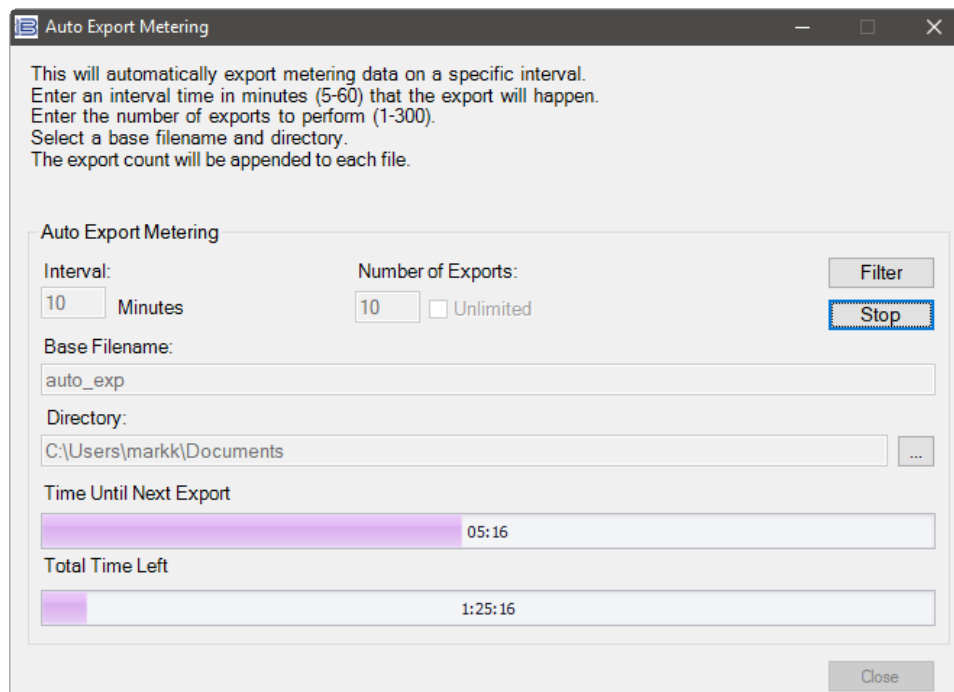 Auto Export Metering
This will automatically export metering data on a specific interval.
Enter an interval time in minutes (5-60) that the export will happen.
Enter the number of exports to perform (1-300).
Select a base filename and directory.
The export count will be appended to each file.
Auto Export Metering
Interval: Number of Exports: Filter
10 Minutes 10 Unlimited
Stop
Base Filename:
auto_exp
Directory:
C:\Users\markk\Documents ...
Time Until Next Export
05:16
Total Time Left
1:25:16
Close